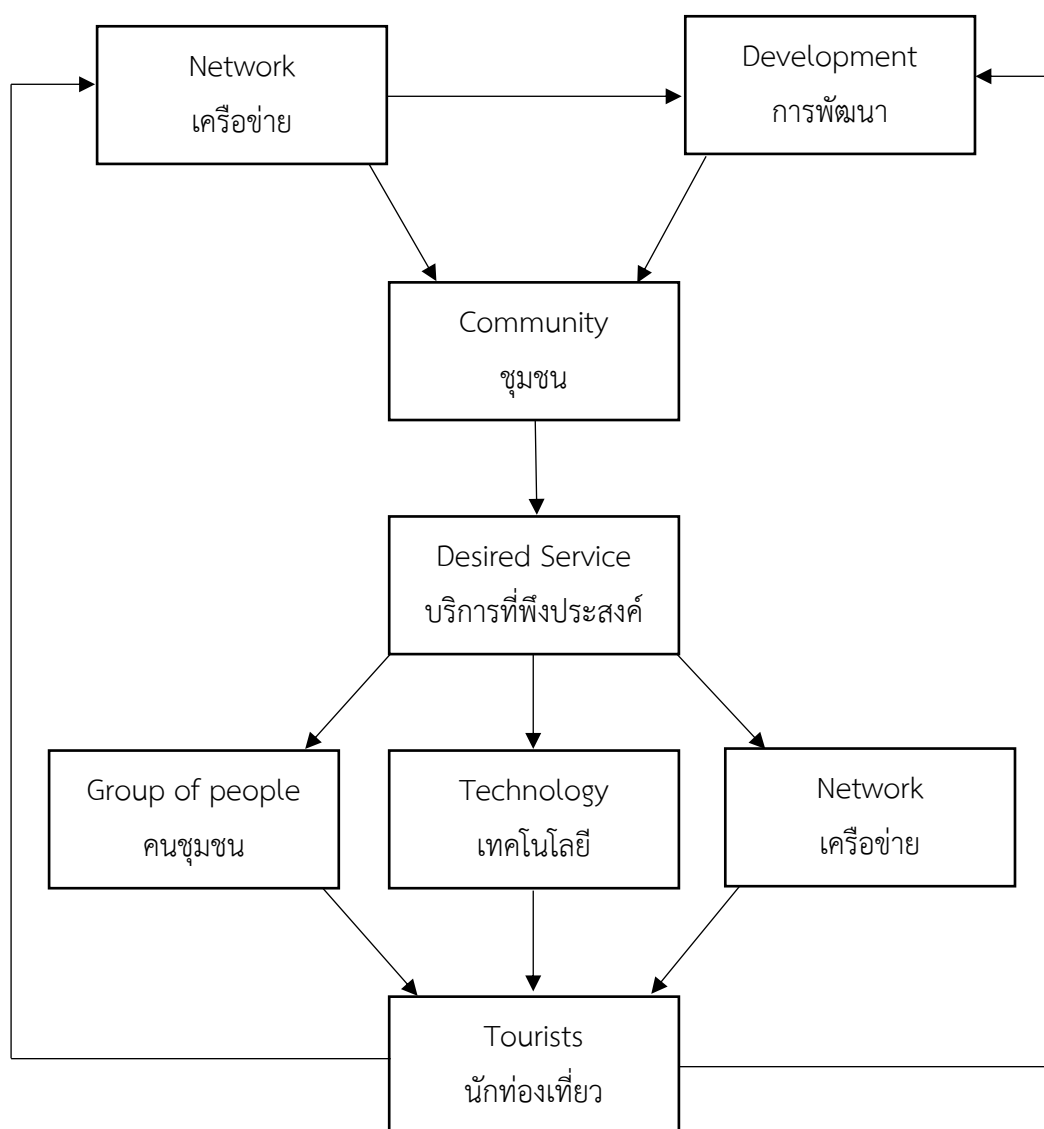 Network
เครือข่าย
Development
การพัฒนา
Community
ชุมชน
Desired Service
บริการที่พึงประสงค์
Group of people
คนชุมชน
Technology
เทคโนโลยี
Network
เครือข่าย
Tourists
นักท่องเที่ยว